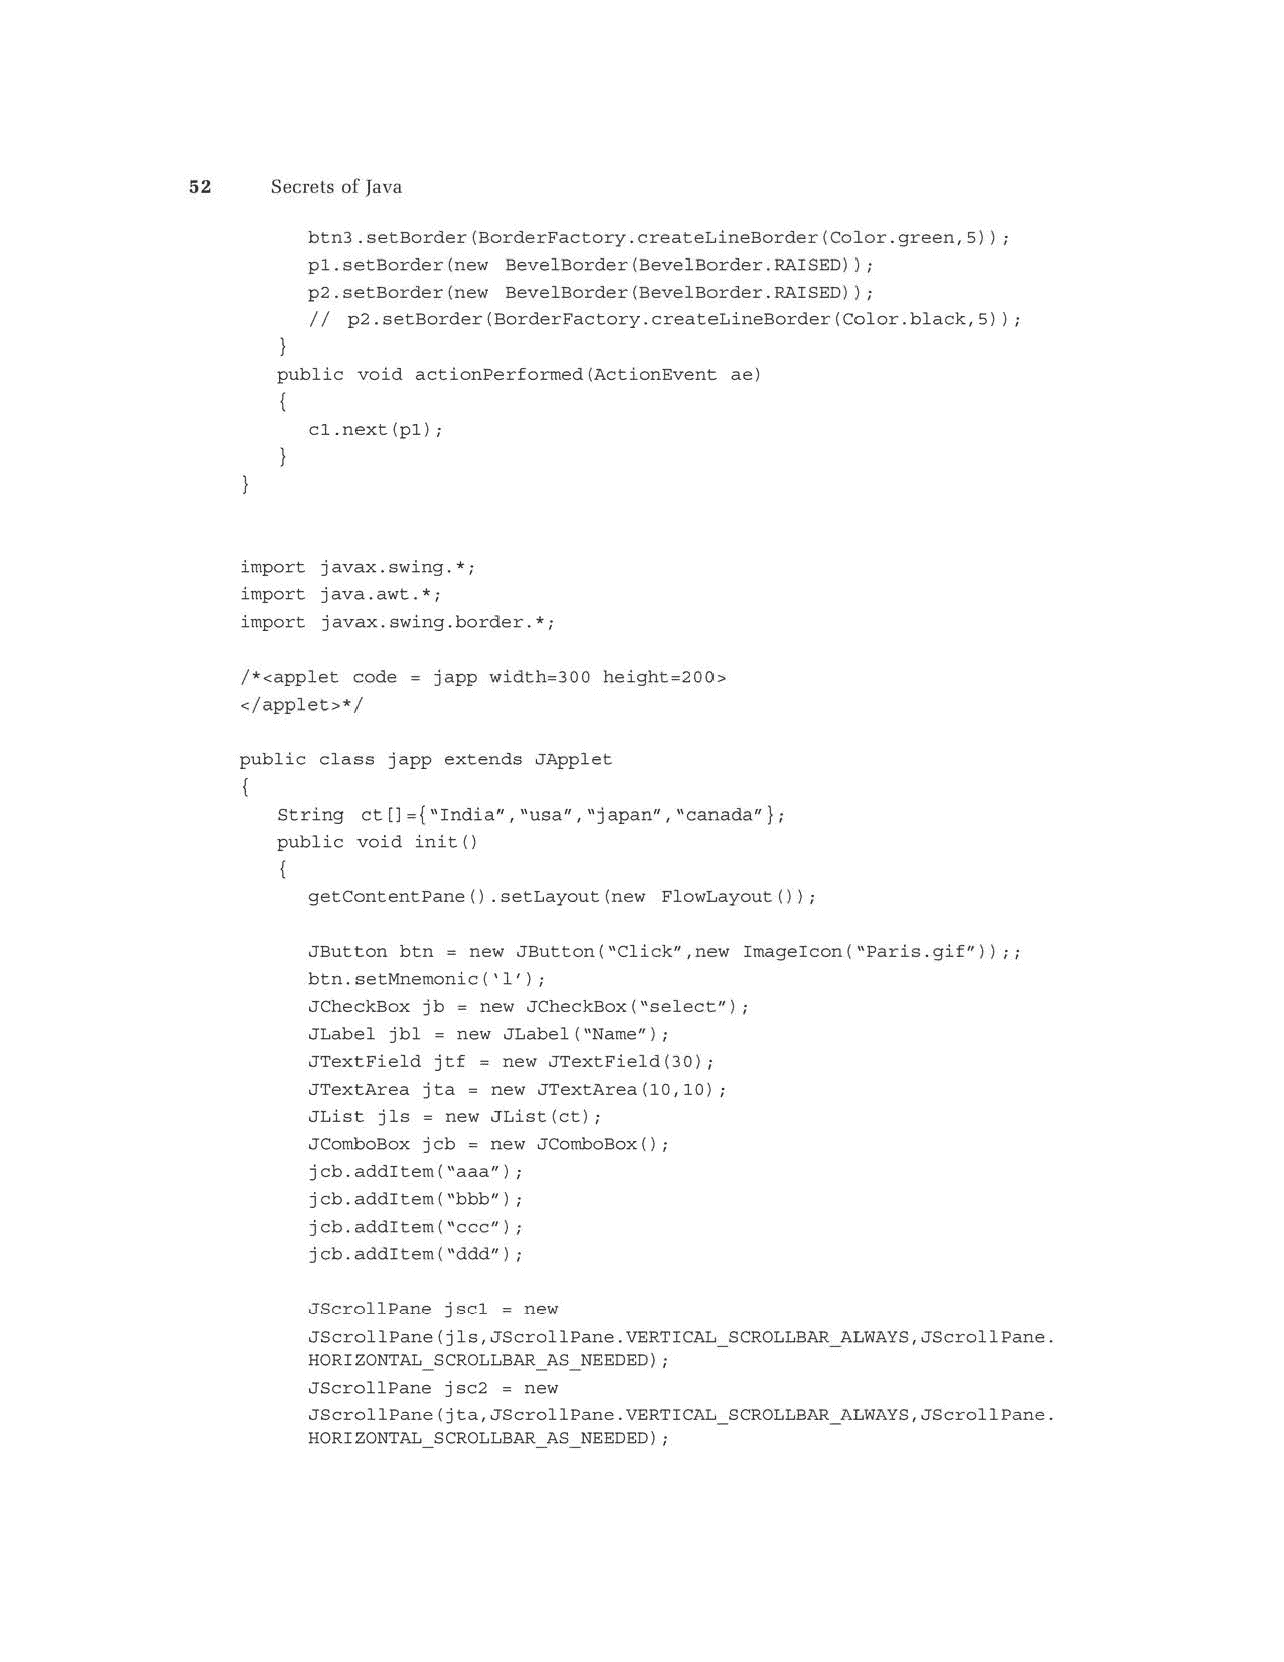 52 Secrets of Java
btn3.setBorder(BorderFactory.createLineBorder(Color.green,5));
p1.setBorder(new BevelBorder(BevelBorder.RAISED));
p2.setBorder(new BevelBorder(BevelBorder.RAISED));
// p2.setBorder(BorderFactory.createLineBorder(Color.black,5));
}
public void actionPerformed(ActionEvent ae)
{
c1.next(p1);
}
}
import javax.swing.*;
import java.awt.*;
import javax.swing.border.*;
/*<applet code = japp width=300 height=200>
</applet>*/
public class japp extends JApplet
{
String ct[]={“India”,“usa”,“japan”,“canada”};
public void init()
{
getContentPane().setLayout(new FlowLayout());
JButton btn = new JButton(“Click”,new ImageIcon(“Paris.gif”));;
btn.setMnemonic(‘l’);
JCheckBox jb = new JCheckBox(“select”);
JLabel jbl = new JLabel(“Name”);
JTextField jtf = new JTextField(30);
JTextArea jta = new JTextArea(10,10);
JList jls = new JList(ct);
JComboBox jcb = new JComboBox();
jcb.addItem(“aaa”);
jcb.addItem(“bbb”);
jcb.addItem(“ccc”);
jcb.addItem(“ddd”);
JScrollPane jsc1 = new
JScrollPane(jls,JScrollPane.VERTICAL_SCROLLBAR_ALWAYS,JScrollPane.
HORIZONTAL_SCROLLBAR_AS_NEEDED);
JScrollPane jsc2 = new
JScrollPane(jta,JScrollPane.VERTICAL_SCROLLBAR_ALWAYS,JScrollPane.
HORIZONTAL_SCROLLBAR_AS_NEEDED);